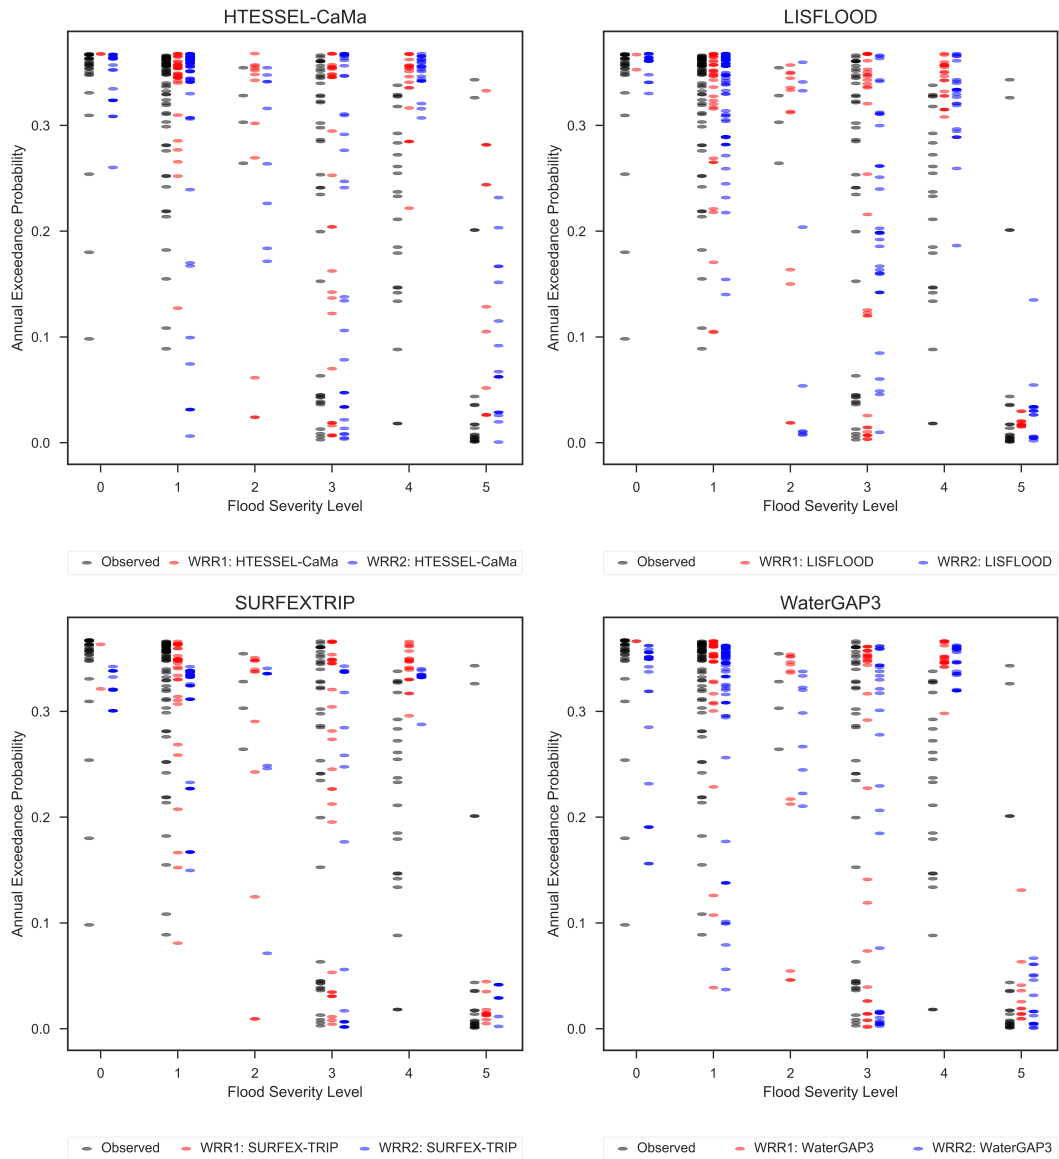 HTESSEL-CaMa
Annual Exceedance Probability
0.3
0.2
0.1
0.0
0 1 2 3 4 5
Flood Severity Level
Observed WRR1: HTESSEL-CaMa WRR2: HTESSEL-CaMa
LISFLOOD
Annual Exceedance Probability
0.3
0.2
0.1
0.0
0 1 2 3 4 5
Flood Severity Level
Observed WRR1: LISFLOOD WRR2: LISFLOOD
SURFEXTRIP
Annual Exceedance Probability
0.3
0.2
0.1
0.0
0 1 2 3 4 5
Flood Severity Level
Observed WRR1: SURFEX-TRIP WRR2: SURFEX-TRIP
WaterGAP3
Annual Exceedance Probability
0.3
0.2
0.1
0.0
0 1 2 3 4 5
Flood Severity Level
Observed WRR1: WaterGAP3 WRR2: WaterGAP3